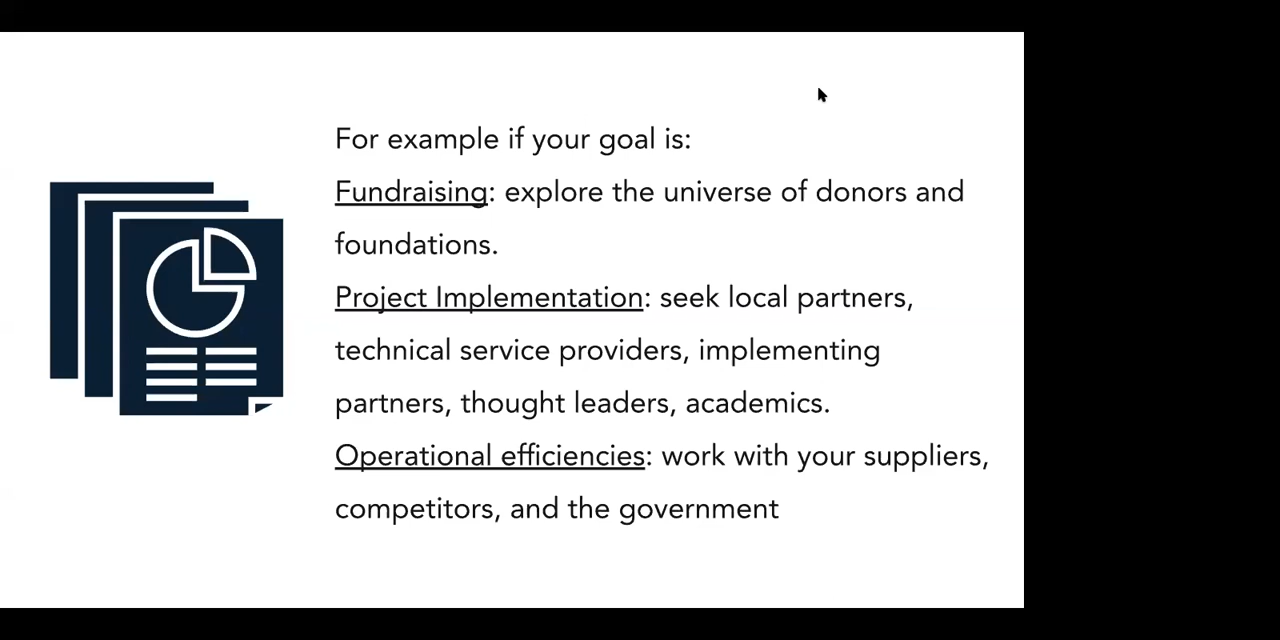 For example if your goal is:
Fundraising: explore the universe of donors and
foundations.
Project Implementation: seek local partners,
technical service providers, implementing
partners, thought leaders, academics.
Operational efficiencies: work with your suppliers,
competitors, and the government